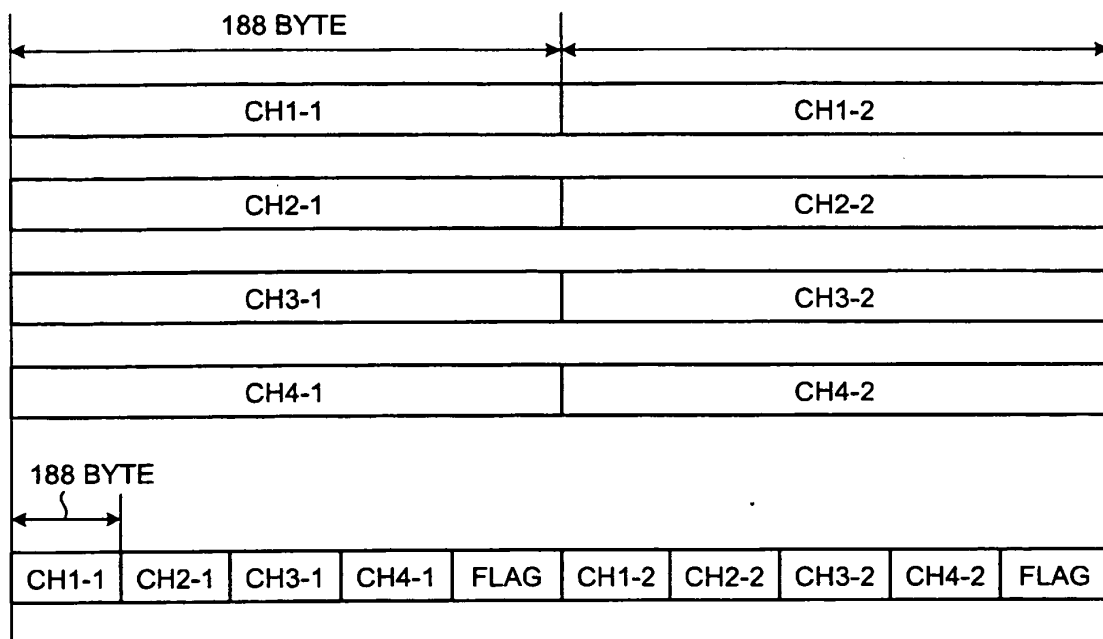 188 BYTE
CH1-1 CH1-2
CH2-1 CH2-2
CH3-1 CH3-2
CH4-1 CH4-2
188 BYTE
CH1-1 CH2-1 CH3-1 CH4-1 FLAG CH1-2 CH2-2 CH3-2 CH4-2 FLAG